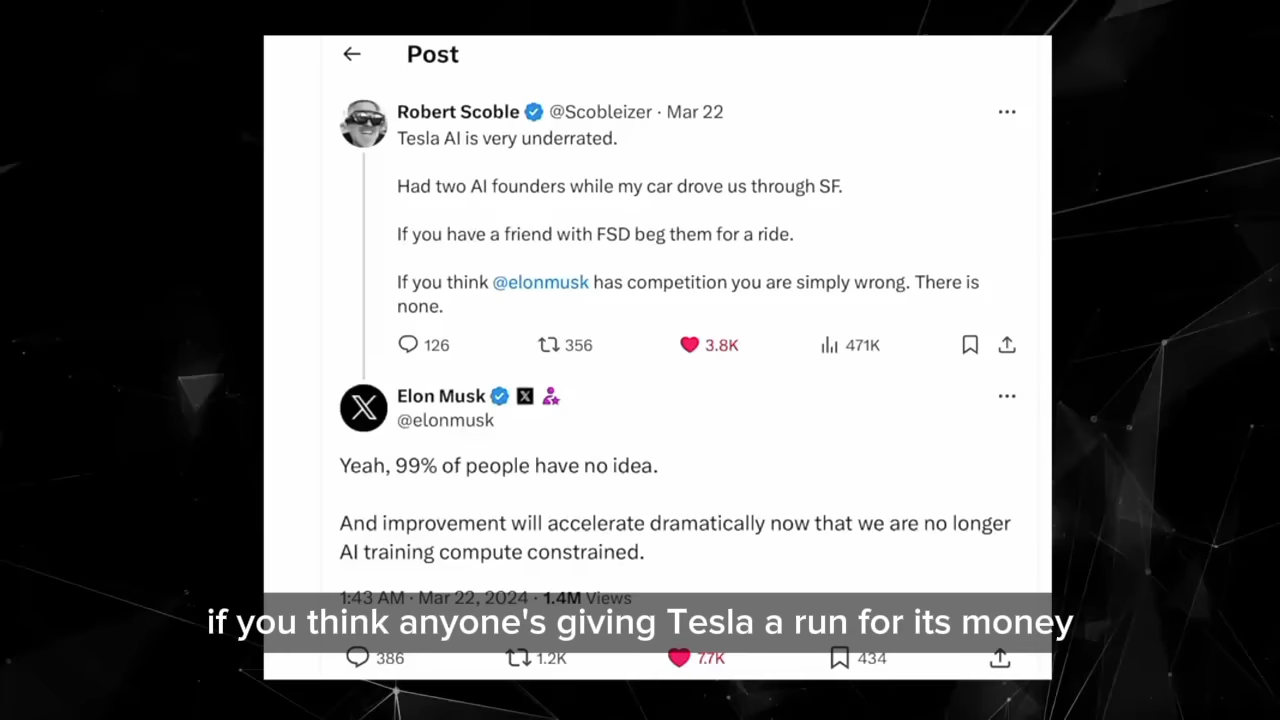 Post
Robert Scoble @Scobleizer · Mar 22
Tesla AI is very underrated.
Had two AI founders while my car drove us through SF.
If you have a friend with FSD beg them for a ride.
If you think @elonmusk has competition you are simply wrong. There is
none.
126 356 3.8K 471K
Elon Musk
@elonmusk
Yeah, 99% of people have no idea.
And improvement will accelerate dramatically now that we are no longer
AI training compute constrained.
1:43 AM · Mar 22, 2024 · 1.4M Views
if you think anyone's giving Tesla a run for its money
386 1.2K 7.7K 434